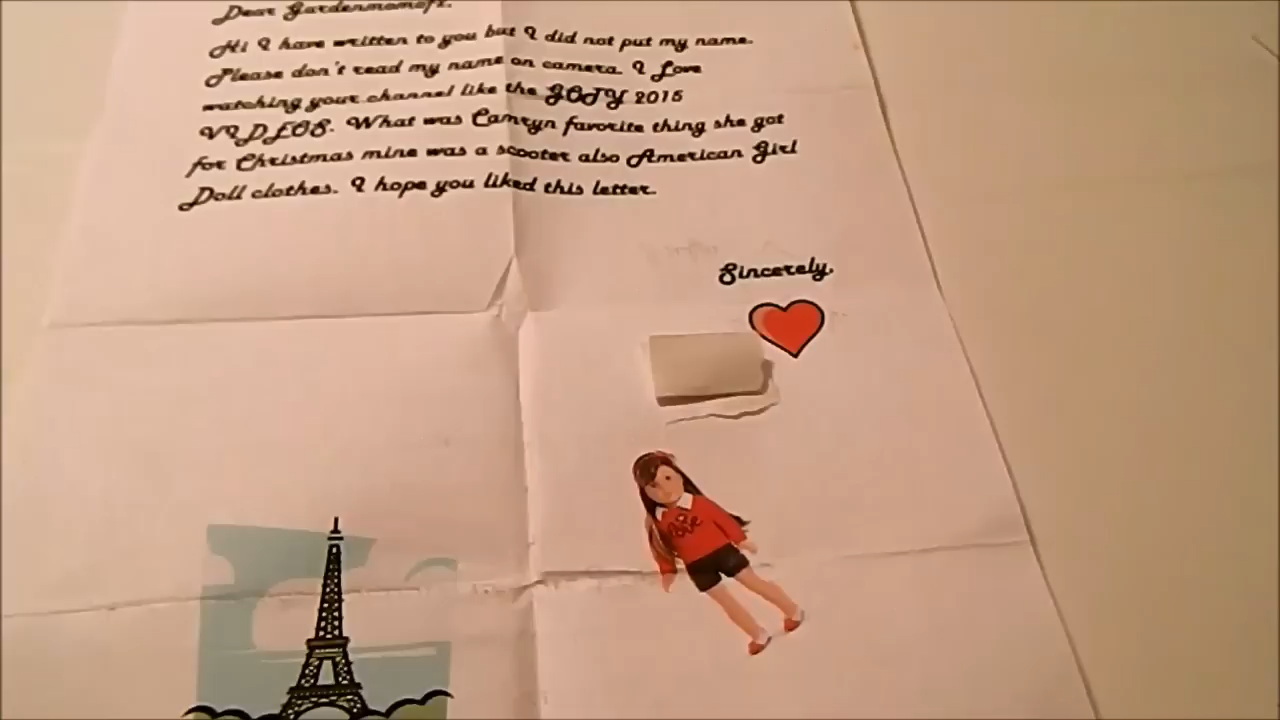 Dear Gardenmomof2.
Hi I have written to you but I did not put my name.
Please don't read my name on camera. I Love
watching your channel like the GOTY 2015
VIDEOS. What was Camryn favorite thing she got
for Christmas mine was a scooter also American Girl
Doll clothes. I hope you liked this letter.
Sincerely,